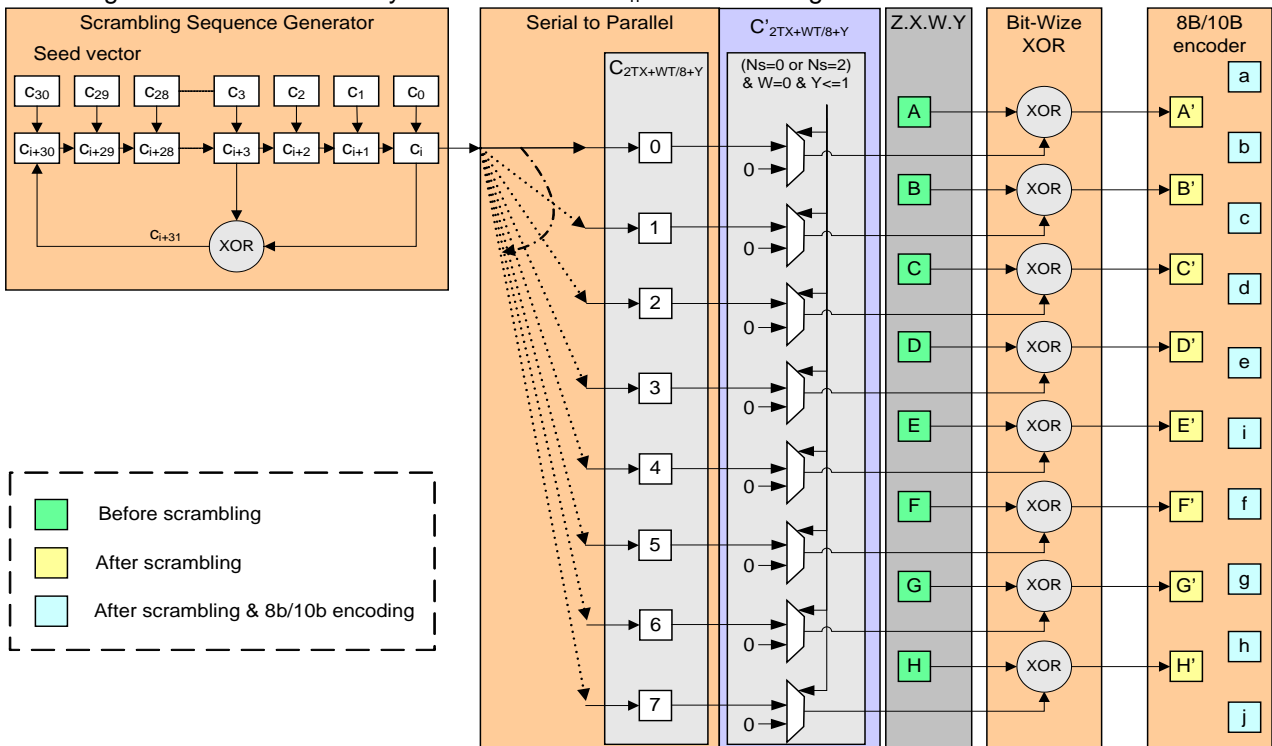 Scrambling Sequence Generator
Seed vector
C30 C29 C28 C3 C2 C1 C0
Ci+30 Ci+29 Ci+28 Ci+3 Ci+2 Ci+1 Ci
Ci+31
XOR
Before scrambling
After scrambling
After scrambling & 8b/10b encoding
Serial to Parallel
C2TX+WT/8+Y
0
1
2
3
4
5
6
7
C'2TX+WT/8+Y
(Ns=0 or Ns=2)
& W=0 & Y<=1
0
0
0
0
0
0
0
0
Z.X.W.Y
A
B
C
D
E
F
G
H
Bit-Wize
XOR
XOR
XOR
XOR
XOR
XOR
XOR
XOR
XOR
8B/10B
encoder
A'
B'
C'
D'
E'
F'
G'
H'
a
b
c
d
e
i
f
g
h
j